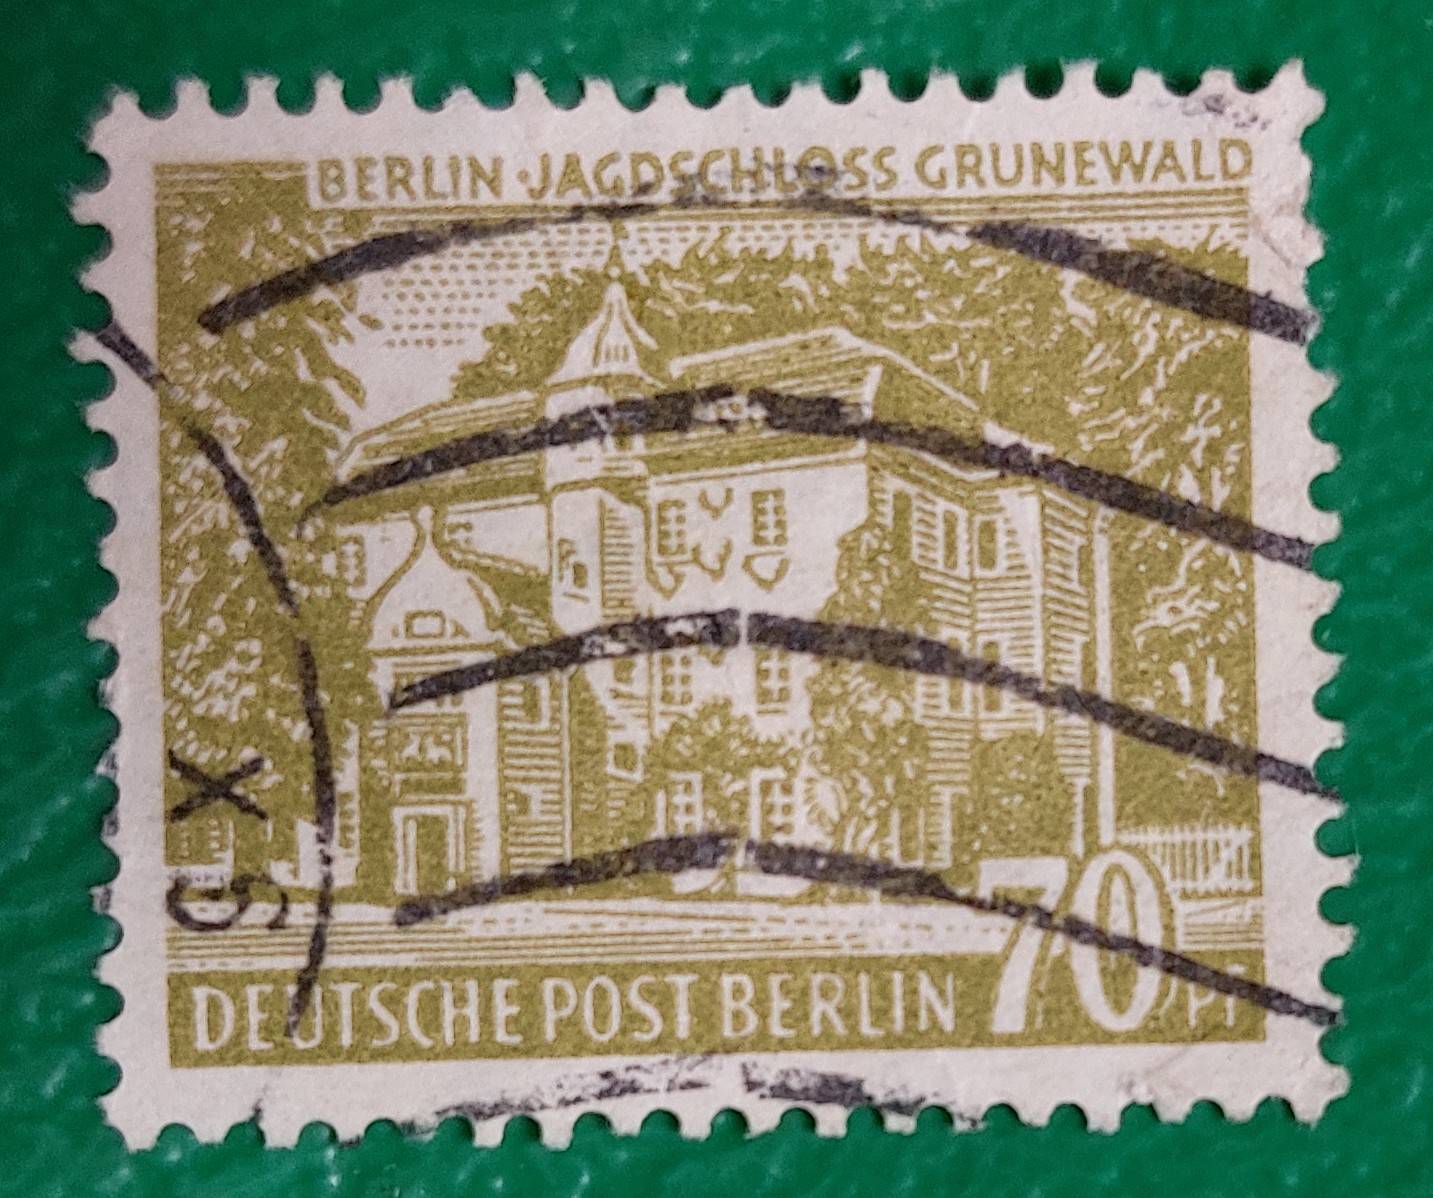 BERLIN · JAGDSCHLOSS GRUNEWALD
DEUTSCHE POST BERLIN 70 PF